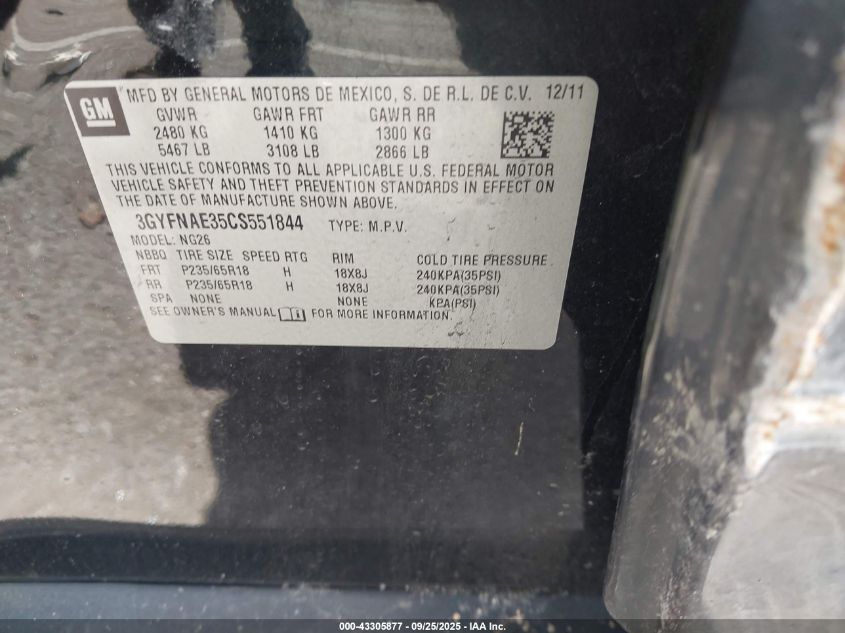 GM
MFD BY GENERAL MOTORS DE MEXICO, S. DE R.L. DE C.V. 12/11
GVWR GAWR FRT GAWR RR
2480 KG 1410 KG 1300 KG
5467 LB 3108 LB 2866 LB
THIS VEHICLE CONFORMS TO ALL APPLICABLE U.S. FEDERAL MOTOR
VEHICLE SAFETY AND THEFT PREVENTION STANDARDS IN EFFECT ON
THE DATE OF MANUFACTURE SHOWN ABOVE.
3GYFNAE35CS551844 TYPE: M.P.V.
MODEL: NG26
NBBQ TIRE SIZE SPEED RTG RIM COLD TIRE PRESSURE
FRT P235/65R18 H 18X8J 240KPA(35PSI)
RR P235/65R18 H 18X8J 240KPA(35PSI)
SPA NONE NONE KPA(PSI)
SEE OWNER'S MANUAL FOR MORE INFORMATION.
000-43305877 - 09/25/2025 - IAA Inc.